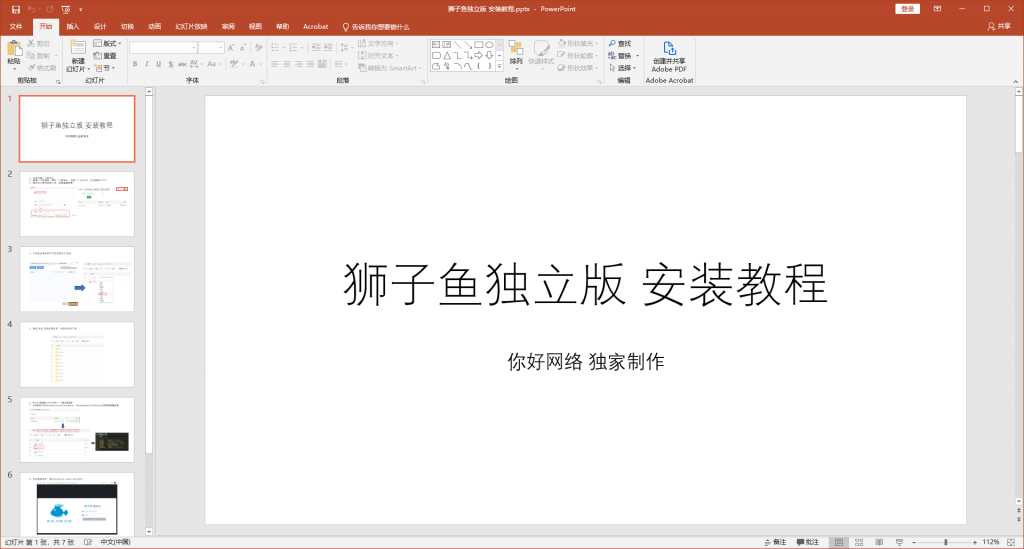 狮子鱼独立版 安装教程.pptx - PowerPoint
登录
文件 开始 插入 设计 切换 动画 幻灯片放映 审阅 视图 帮助 Acrobat 告诉我你想要做什么 共享
粘贴
剪切
复制
格式刷
剪贴板
新建
幻灯片
版式
重置
节
幻灯片
B I U S abc AV Aa A
字体
文字方向
对齐文本
转换为 SmartArt
段落
排列
快速样式
形状填充
形状轮廓
形状效果
绘图
查找
替换
选择
编辑
创建并共享
Adobe PDF
Adobe Acrobat
1
狮子鱼独立版 安装教程
2
3
4
5
6
狮子鱼独立版 安装教程
你好网络 独家制作
幻灯片 第 1 张，共 7 张 中文(中国) 备注 批注 112%